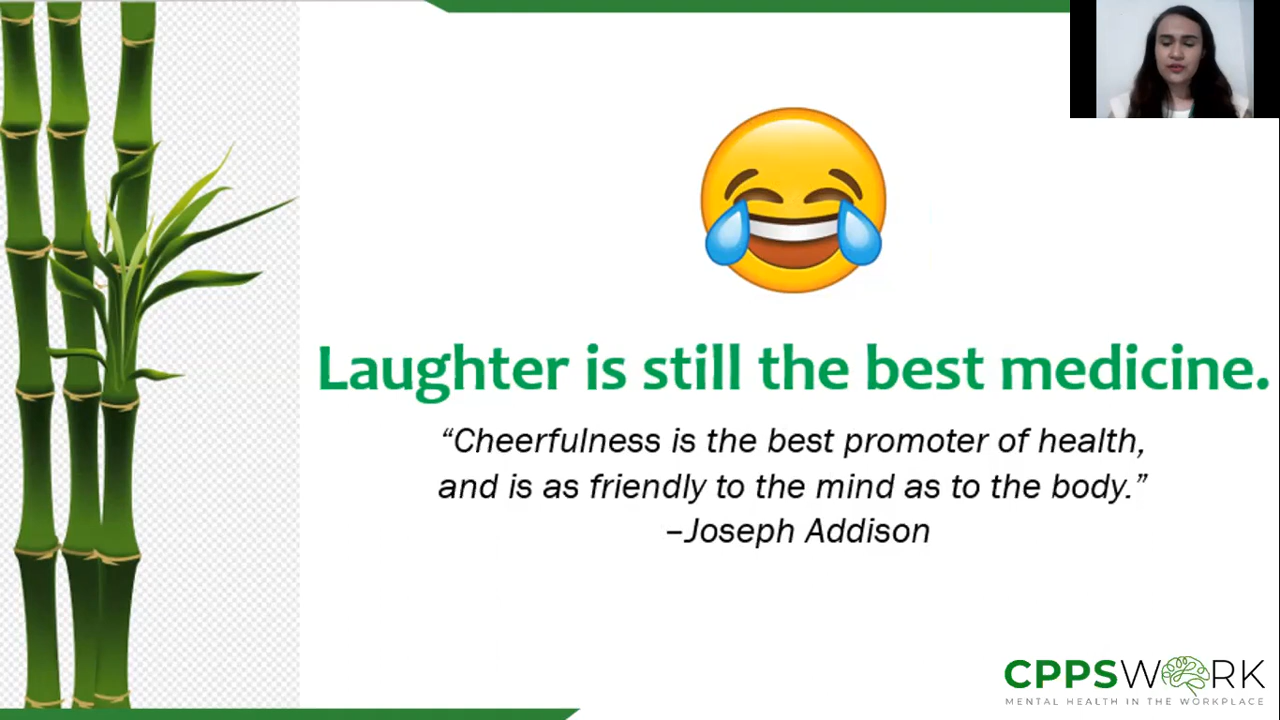 Laughter is still the best medicine.
“Cheerfulness is the best promoter of health,
and is as friendly to the mind as to the body.”
–Joseph Addison
CPPSWORK
MENTAL HEALTH IN THE WORKPLACE